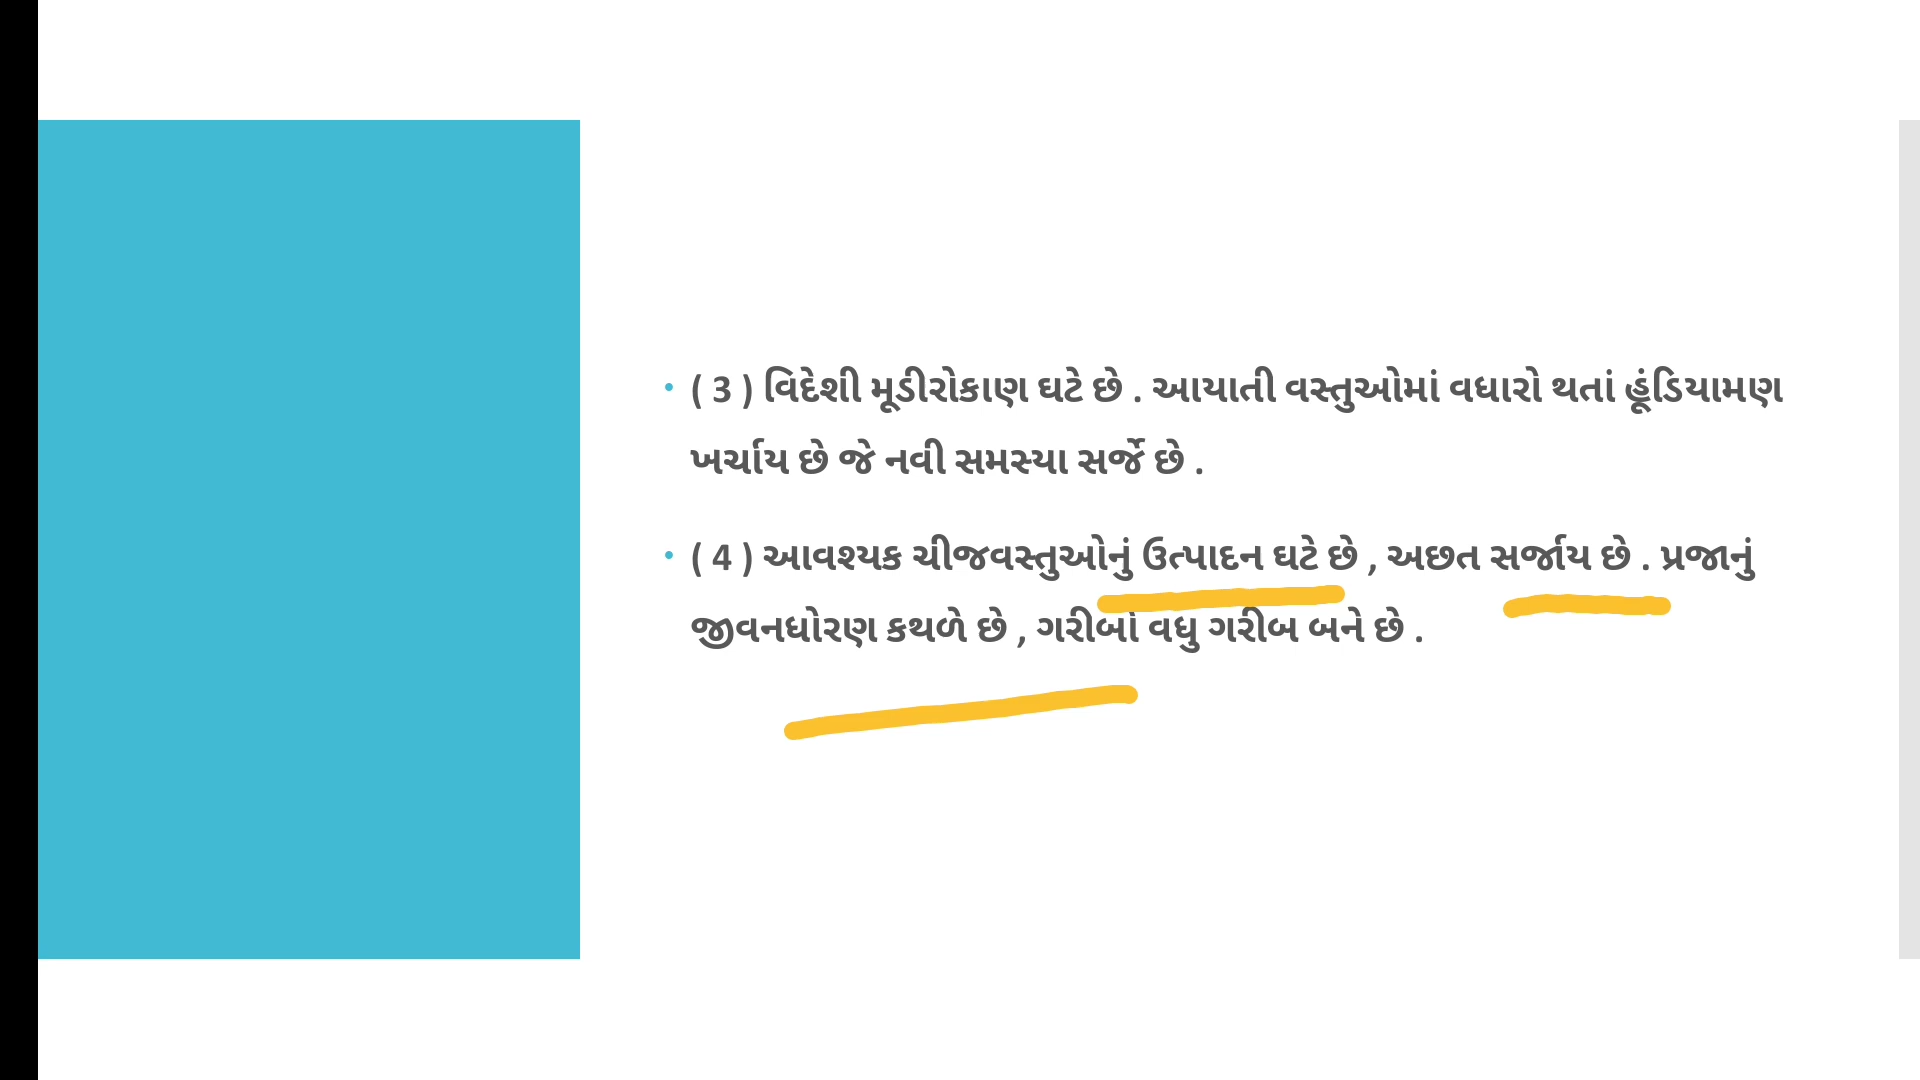 • ( 3 ) વિદેશી મૂડીરોકાણ ઘટે છે . આયાતી વસ્તુઓમાં વધારો થતાં હૂંડિયામણ
ખર્ચાય છે જે નવી સમસ્યા સર્જે છે .
• ( 4 ) આવશ્યક ચીજવસ્તુઓનું ઉત્પાદન ઘટે છે , અછત સર્જાય છે . પ્રજાનું
જીવનધોરણ કથળે છે , ગરીબો વધુ ગરીબ બને છે .